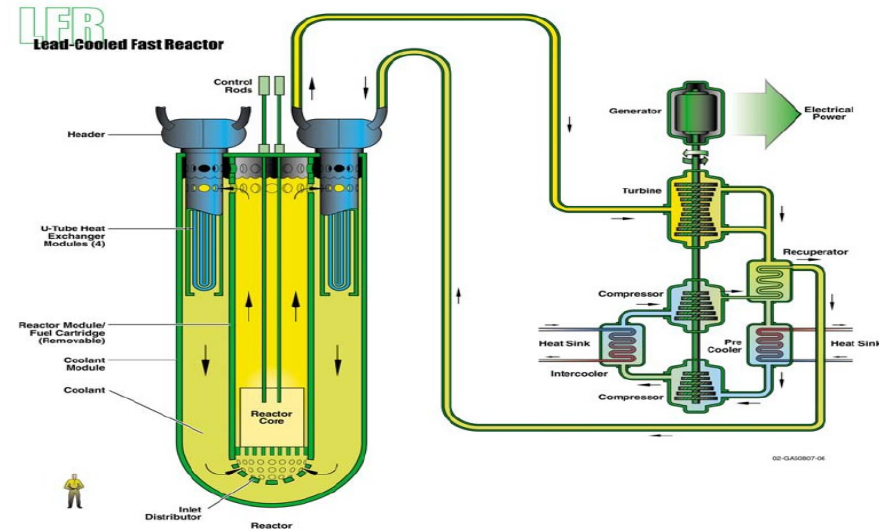 LFR
Lead-Cooled Fast Reactor
Control
Rods
Header
U-Tube Heat
Exchanger
Modules (4)
Reactor Module/
Fuel Cartridge
(Removable)
Coolant
Module
Coolant
Reactor
Core
Inlet
Distributor
Reactor
Generator
Electrical
Power
Turbine
Recuperator
Compressor
Heat Sink
Pre
Cooler
Heat Sink
Intercooler
Compressor
02-GA50807-06